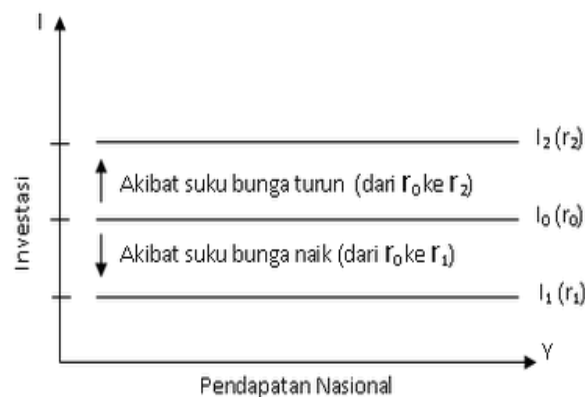 I
I₂ (r₂)
Akibat suku bunga turun (dari r₀ ke r₂)
I₀ (r₀)
Akibat suku bunga naik (dari r₀ ke r₁)
I₁ (r₁)
Investasi
Y
Pendapatan Nasional